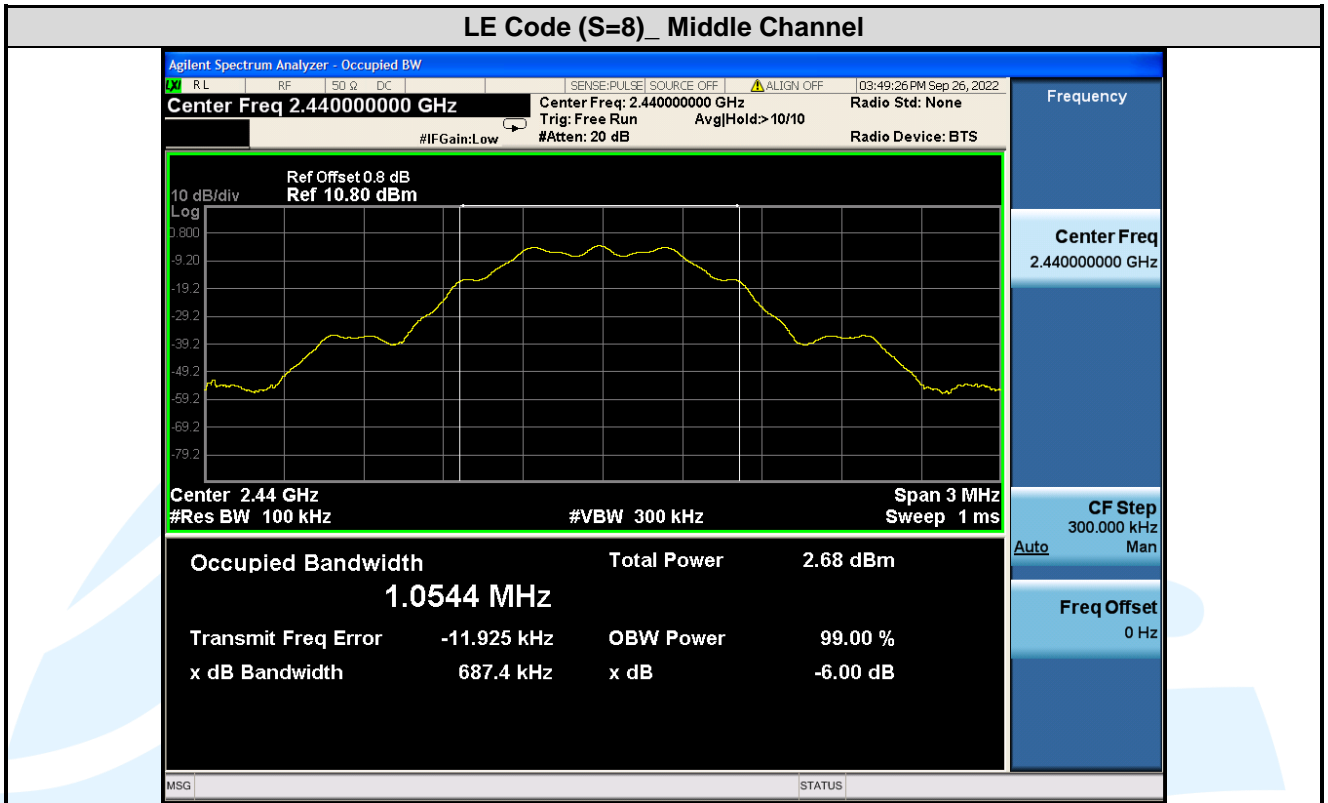 LE Code (S=8)_ Middle Channel
Agilent Spectrum Analyzer - Occupied BW
LXI RL RF 50 Ω DC SENSE:PULSE SOURCE OFF ALIGN OFF 03:49:26 PM Sep 26, 2022
Center Freq 2.440000000 GHz
Center Freq: 2.440000000 GHz Radio Std: None
Trig: Free Run Avg|Hold:> 10/10
#IFGain:Low #Atten: 20 dB Radio Device: BTS
Ref Offset 0.8 dB
10 dB/div Ref 10.80 dBm
Log
0.800
-9.20
-19.2
-29.2
-39.2
-49.2
-59.2
-69.2
-79.2
Center 2.44 GHz Span 3 MHz
#Res BW 100 kHz #VBW 300 kHz Sweep 1 ms
Occupied Bandwidth Total Power 2.68 dBm
1.0544 MHz
Transmit Freq Error -11.925 kHz OBW Power 99.00 %
x dB Bandwidth 687.4 kHz x dB -6.00 dB
MSG STATUS
Frequency
Center Freq
2.440000000 GHz
CF Step
300.000 kHz
Auto Man
Freq Offset
0 Hz